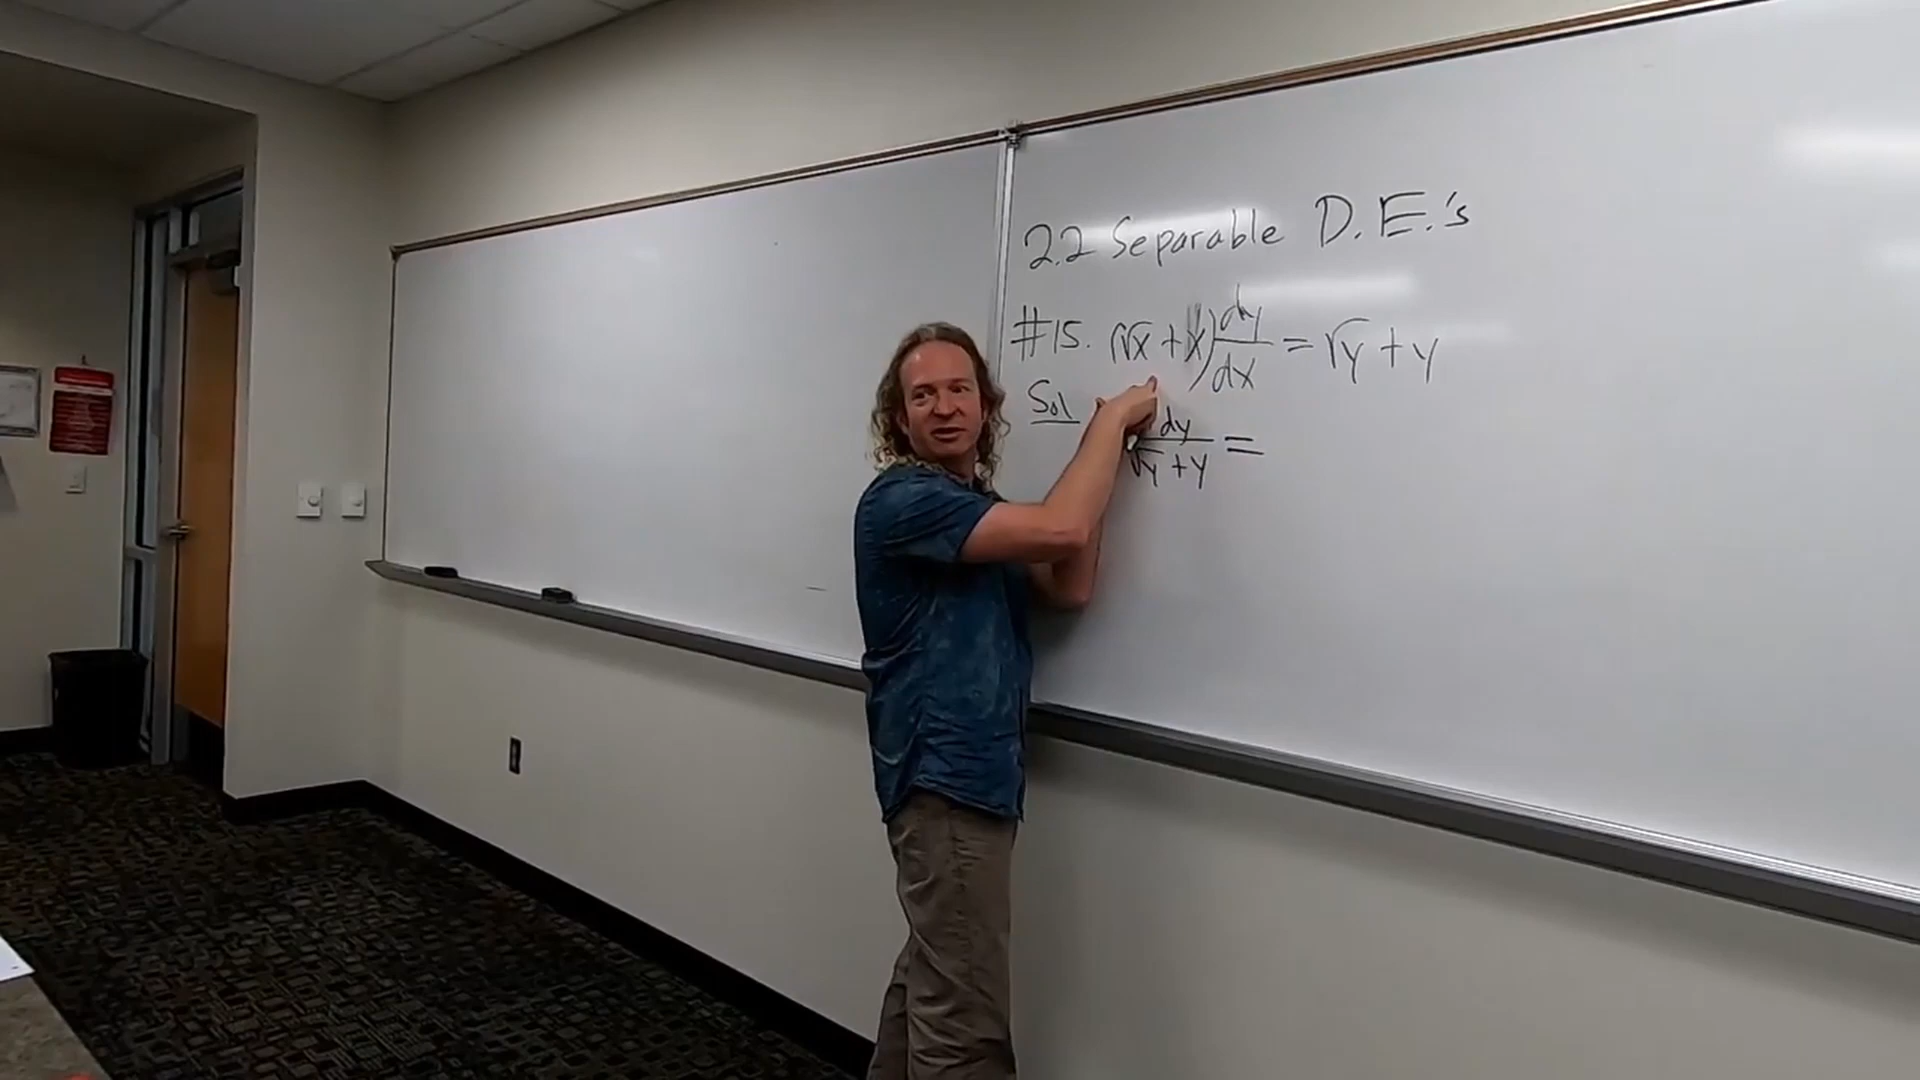 2.2 Separable D.E.'s
#15. (√x + x) dy/dx = √y + y
Sol
dy/(√y + y) =